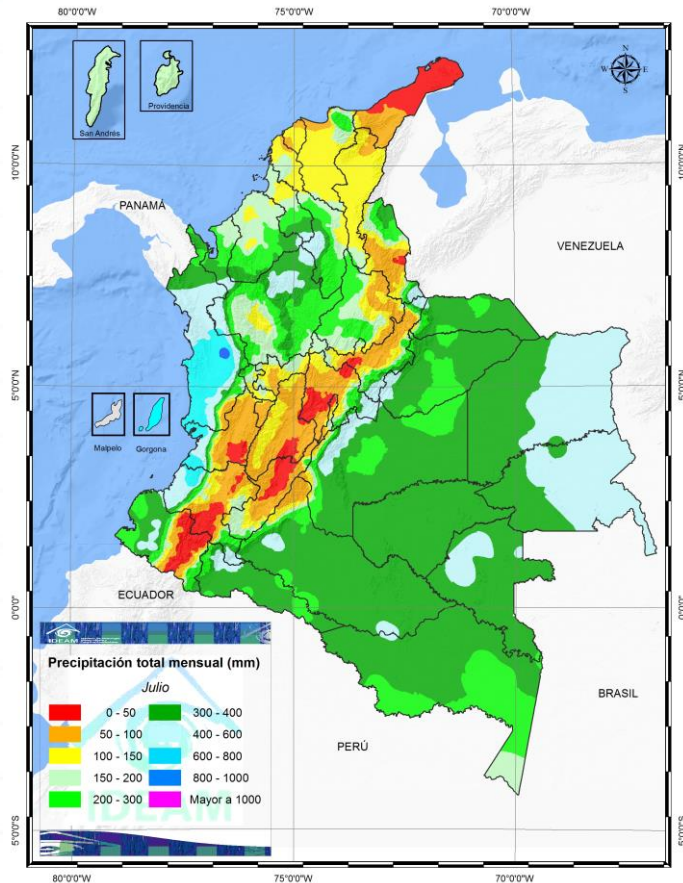 80°0'0"W 75°0'0"W 70°0'0"W
N
W E
S
San Andrés
Providencia
10°0'0"N 10°0'0"N
PANAMÁ
VENEZUELA
5°0'0"N 5°0'0"N
Malpelo
Gorgona
ECUADOR
0°0'0" 0°0'0"
IDEAM
Precipitación total mensual (mm)
Julio
0 - 50 300 - 400
50 - 100 400 - 600
100 - 150 600 - 800
150 - 200 800 - 1000
200 - 300 Mayor a 1000
IDEAM
BRASIL
PERÚ
5°0'0"S 5°0'0"S
80°0'0"W 75°0'0"W 70°0'0"W